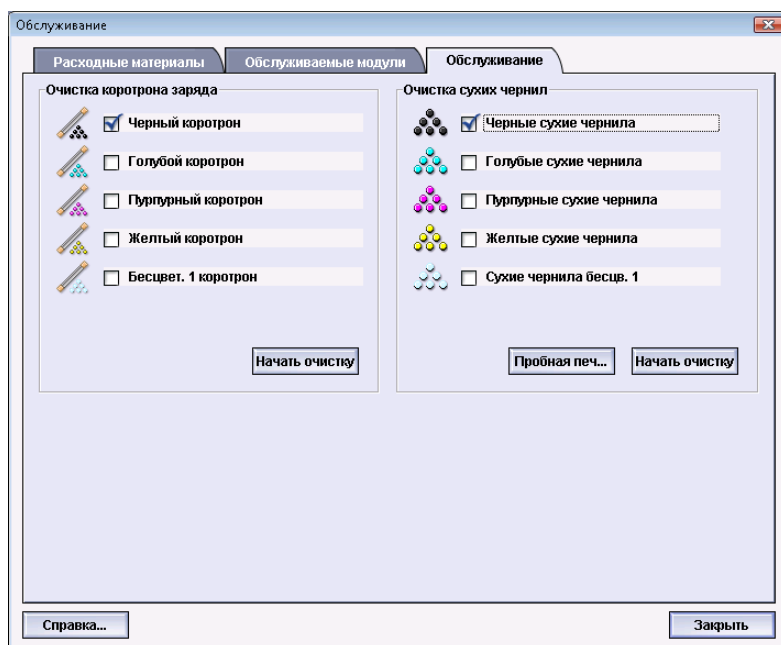 Обслуживание
Расходные материалы
Обслуживаемые модули
Обслуживание
Очистка коротрона заряда
Черный коротрон
Голубой коротрон
Пурпурный коротрон
Желтый коротрон
Бесцвет. 1 коротрон
Начать очистку
Очистка сухих чернил
Черные сухие чернила
Голубые сухие чернила
Пурпурные сухие чернила
Желтые сухие чернила
Сухие чернила бесцв. 1
Пробная печ...
Начать очистку
Справка...
Закрыть